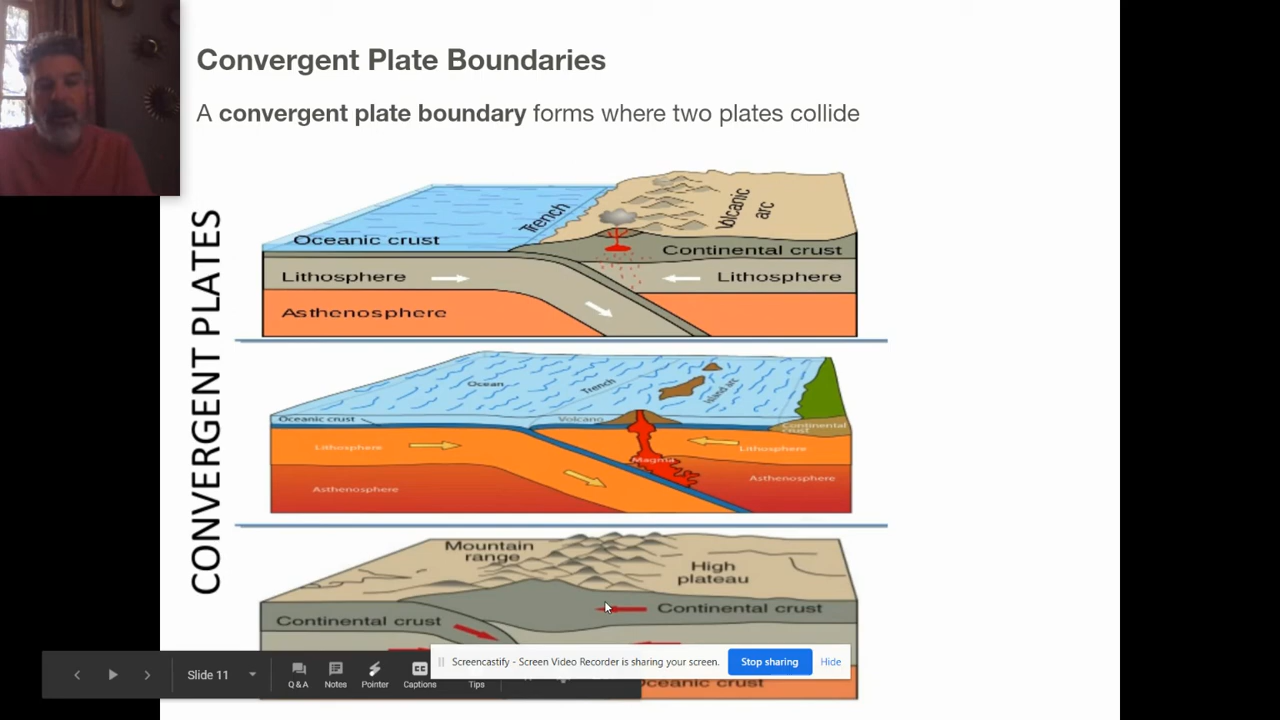 Convergent Plate Boundaries
A convergent plate boundary forms where two plates collide
CONVERGENT PLATES
Trench
Volcanic
arc
Oceanic crust
Continental crust
Lithosphere
Lithosphere
Asthenosphere
Ocean
Trench
Island arc
Oceanic crust
Volcano
Continental
crust
Lithosphere
Lithosphere
Magma
Asthenosphere
Asthenosphere
Mountain
range
High
plateau
Continental crust
Continental crust
Screencastify - Screen Video Recorder is sharing your screen.
Stop sharing
Hide
Slide 11
Q & A
Notes
Pointer
Captions
Tips
Oceanic crust